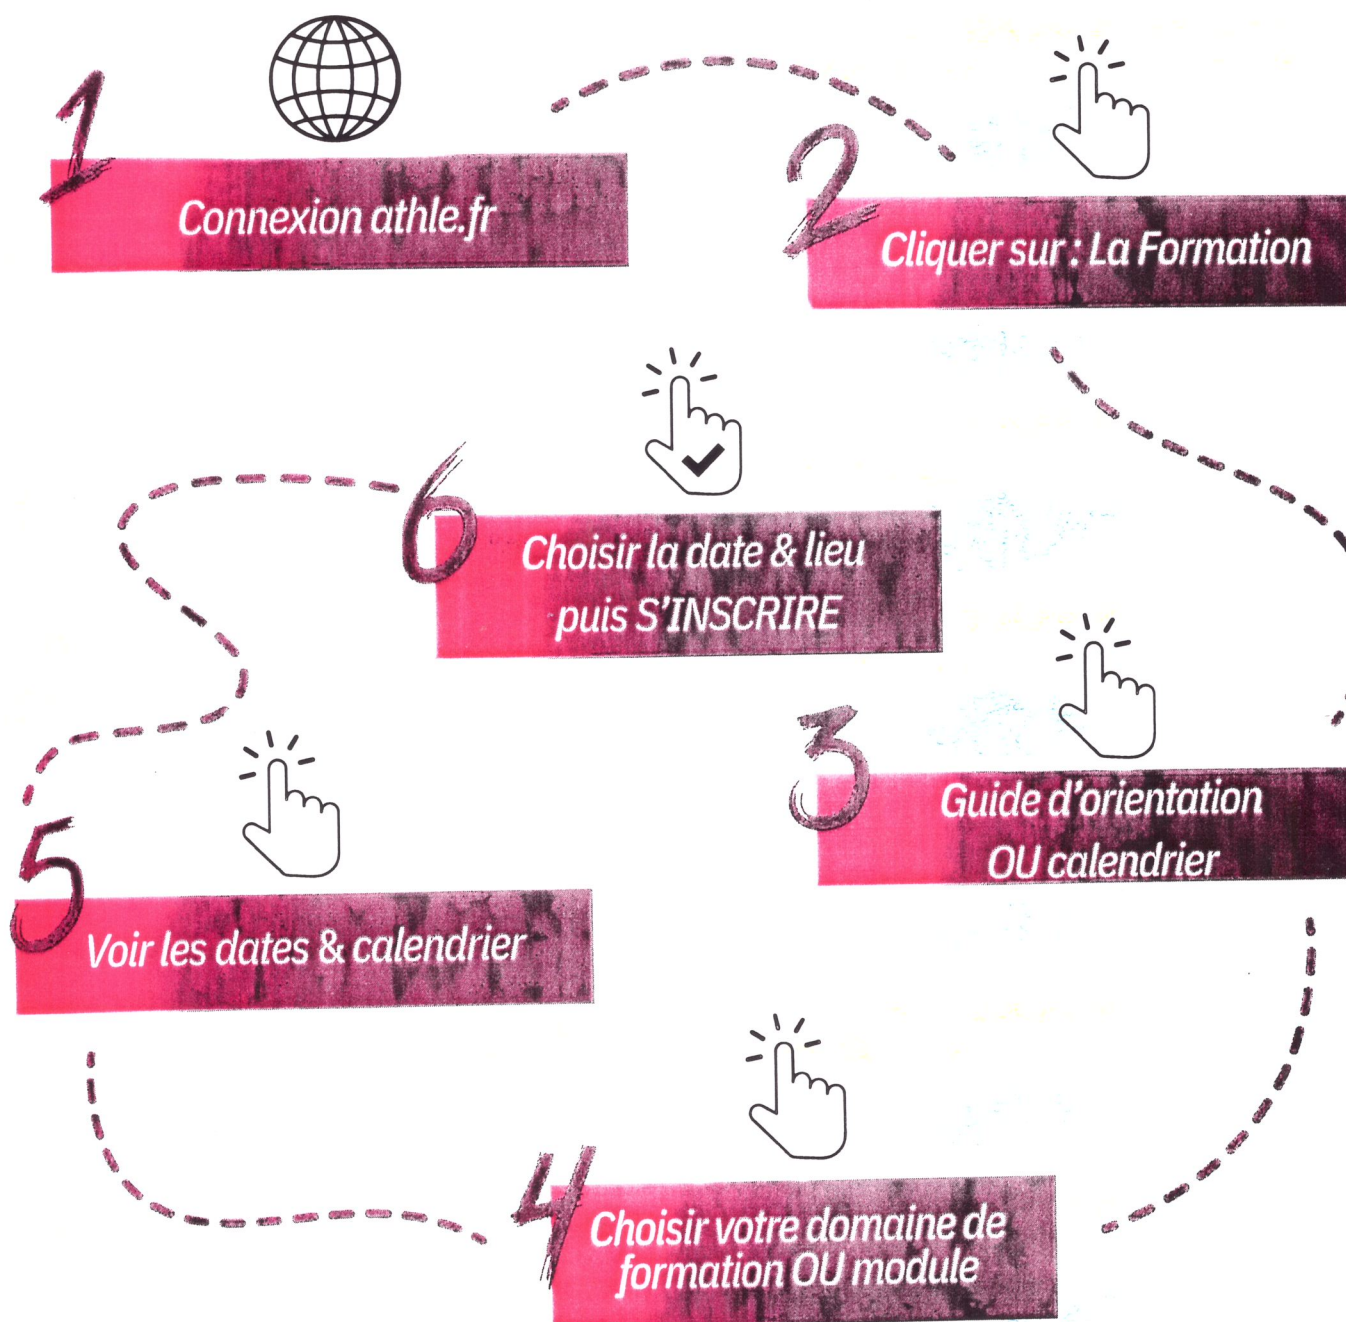 1
Connexion athle.fr
2
Cliquer sur : La Formation
3
Guide d'orientation
OU calendrier
4
Choisir votre domaine de
formation OU module
5
Voir les dates & calendrier
6
Choisir la date & lieu
puis S'INSCRIRE